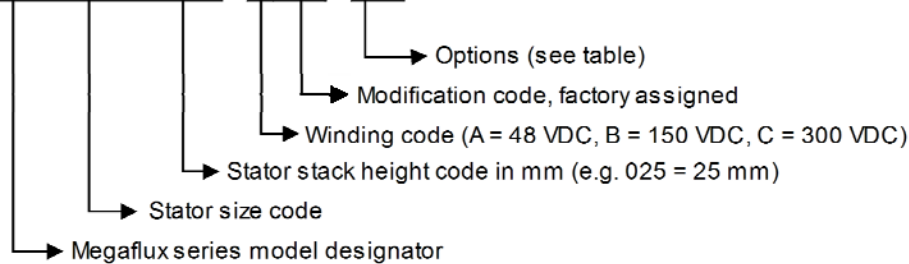 Options (see table)
Modification code, factory assigned
Winding code (A = 48 VDC, B = 150 VDC, C = 300 VDC)
Stator stack height code in mm (e.g. 025 = 25 mm)
Stator size code
Megaflux series model designator